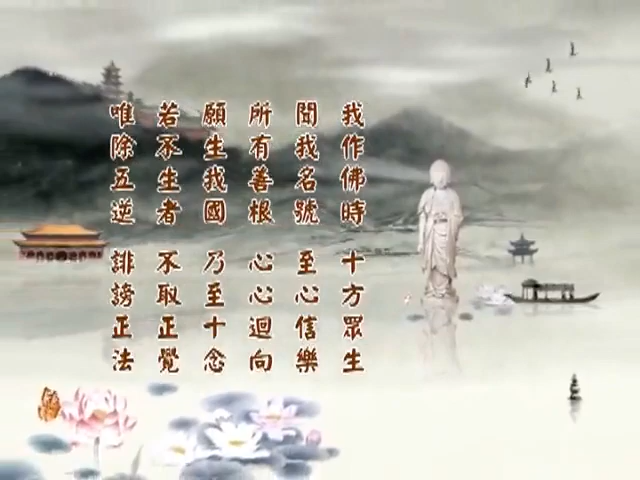 我作佛時 十方眾生
聞我名號 至心信樂
所有善根 心心迴向
願生我國 乃至十念
若不生者 不取正覺
唯除五逆 誹謗正法